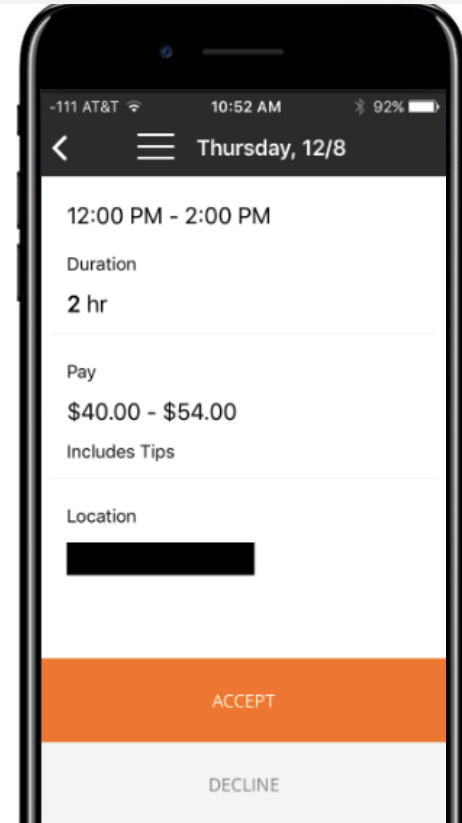 -111 AT&T 10:52 AM 92%
Thursday, 12/8
12:00 PM - 2:00 PM
Duration
2 hr
Pay
$40.00 - $54.00
Includes Tips
Location
ACCEPT
DECLINE